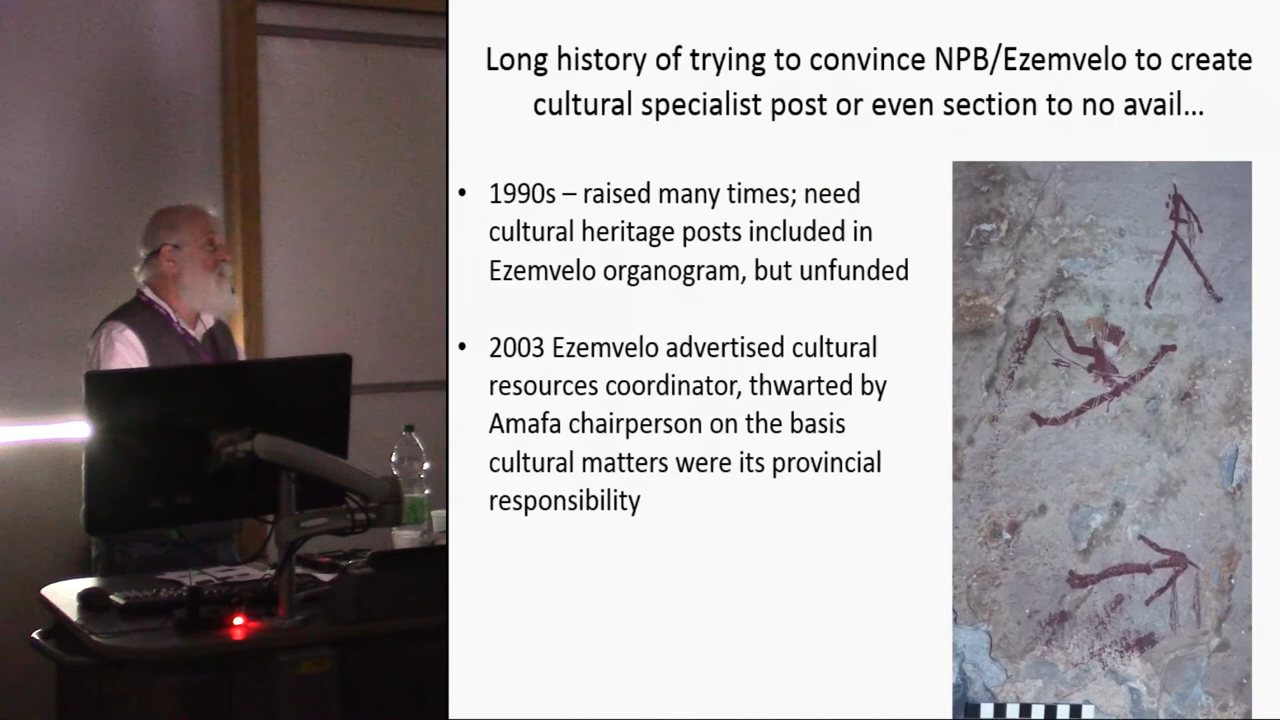 Long history of trying to convince NPB/Ezemvelo to create
cultural specialist post or even section to no avail...
• 1990s – raised many times; need
cultural heritage posts included in
Ezemvelo organogram, but unfunded
• 2003 Ezemvelo advertised cultural
resources coordinator, thwarted by
Amafa chairperson on the basis
cultural matters were its provincial
responsibility